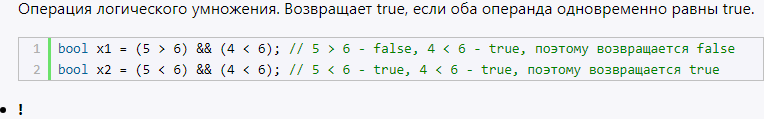 Операция логического умножения. Возвращает true, если оба операнда одновременно равны true.
1 bool x1 = (5 > 6) && (4 < 6); // 5 > 6 - false, 4 < 6 - true, поэтому возвращается false
2 bool x2 = (5 < 6) && (4 < 6); // 5 < 6 - true, 4 < 6 - true, поэтому возвращается true
• !